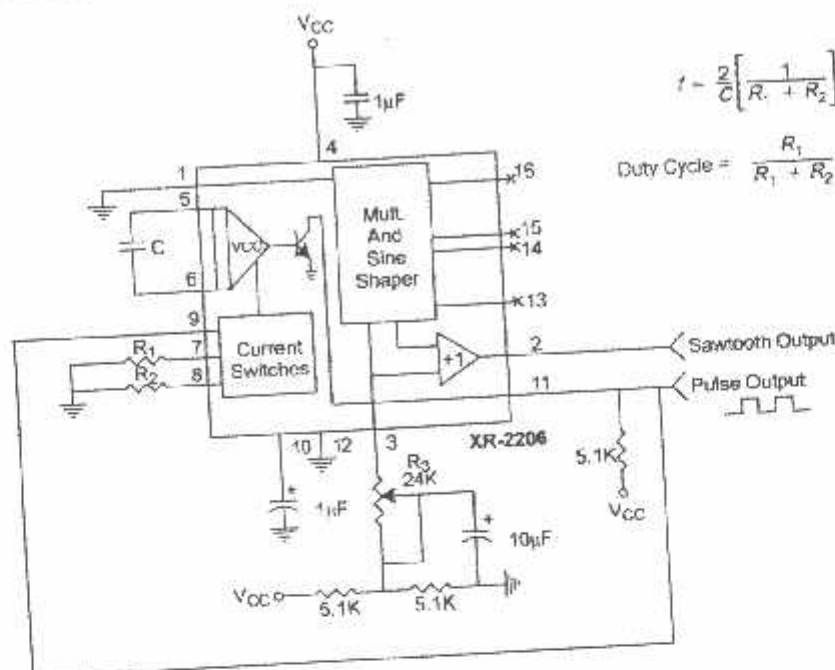 VCC
1μF
4
1
16
5
C
VCO
Mult.
And
Sine
Shaper
15
14
6
13
9
R1
7
R2
8
Current
Switches
+1
2
Sawtooth Output
11
Pulse Output
10
12
3
XR-2206
R3
24K
5.1K
VCC
1μF
10μF
VCC
5.1K
5.1K
f = 2/C [ 1 / R1 + R2 ]
Duty Cycle = R1 / R1 + R2